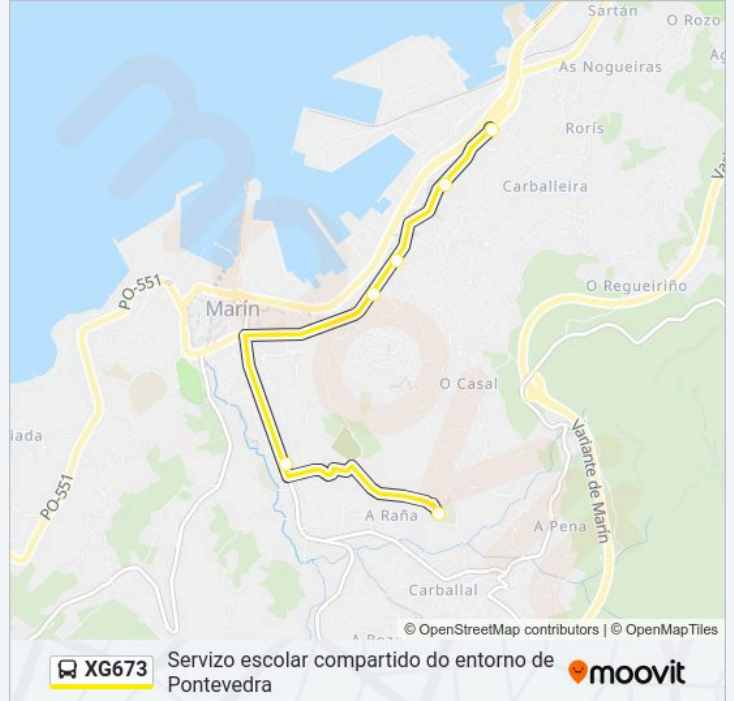 Sartán
O Rozo
As Nogueiras
Rorís
Carballeira
PO-551
O Regueiriño
Marín
O Casal
iada
Variante de Marín
PO-551
A Raña
A Pena
Carballal
© OpenStreetMap contributors | © OpenMapTiles
XG673
Servizo escolar compartido do entorno de
Pontevedra
moovit